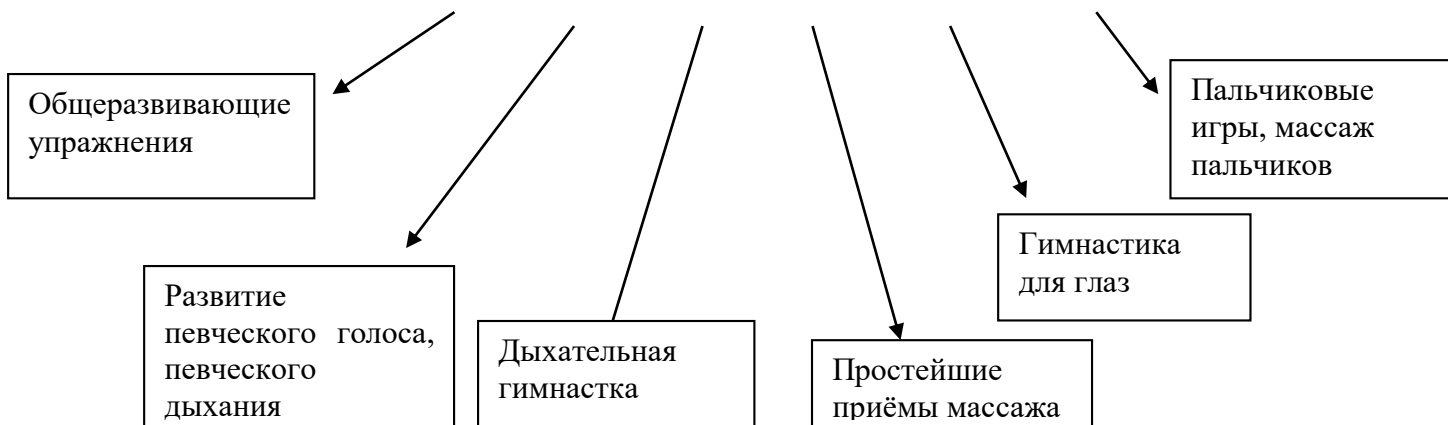 Общеразвивающие
упражнения
Развитие
певческого голоса,
певческого
дыхания
Дыхательная
гимнастка
Простейшие
приёмы массажа
Гимнастика
для глаз
Пальчиковые
игры, массаж
пальчиков